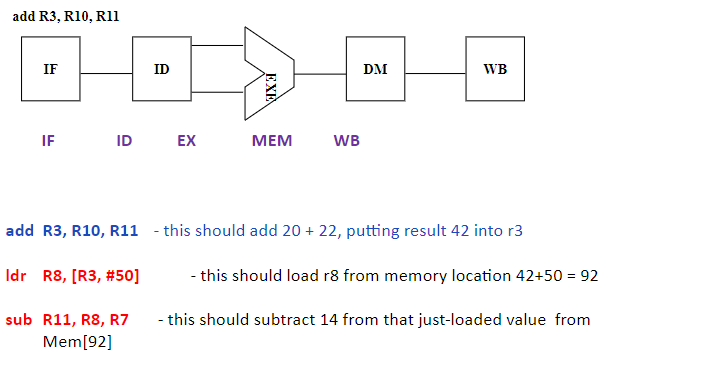 add R3, R10, R11
IF ID EXE DM WB
IF ID EX MEM WB
add R3, R10, R11 - this should add 20 + 22, putting result 42 into r3
ldr R8, [R3, #50] - this should load r8 from memory location 42+50 = 92
sub R11, R8, R7 - this should subtract 14 from that just-loaded value from
Mem[92]